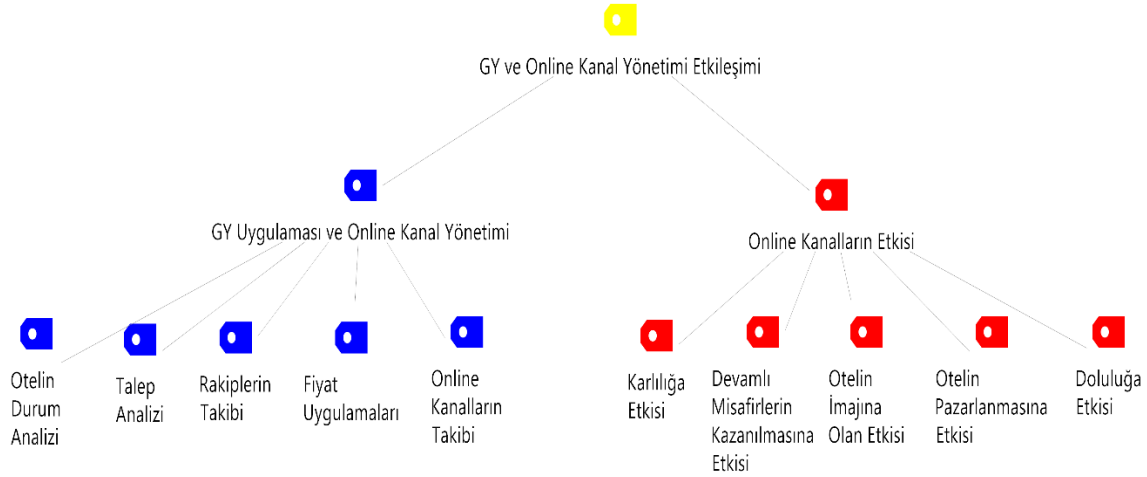 GY ve Online Kanal Yönetimi Etkileşimi
GY Uygulaması ve Online Kanal Yönetimi
Online Kanalların Etkisi
Otelin
Durum
Analizi
Talep
Analizi
Rakiplerin
Takibi
Fiyat
Uygulamaları
Online
Kanalların
Takibi
Karlılığa
Etkisi
Devamlı
Misafirlerin
Kazanılmasına
Etkisi
Otelin
İmajına
Olan Etkisi
Otelin
Pazarlanmasına
Etkisi
Doluluğa
Etkisi